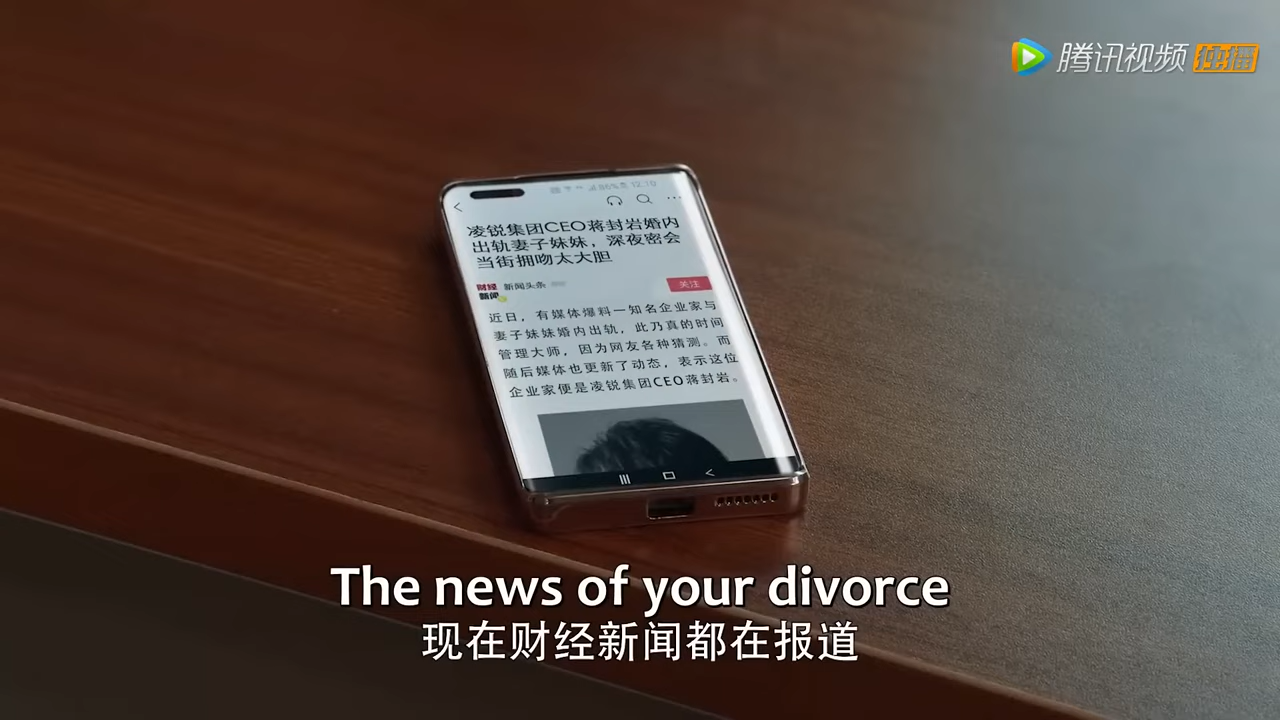 腾讯视频 独播
12:10
凌锐集团CEO蒋封岩婚内
出轨妻子妹妹，深夜密会
当街拥吻太大胆
财经
新闻
新闻头条
关注
近日，有媒体爆料一知名企业家与
妻子妹妹婚内出轨，此乃真的时间
管理大师，因为网友各种猜测。而
随后媒体也更新了动态，表示这位
企业家便是凌锐集团CEO蒋封岩。
The news of your divorce
现在财经新闻都在报道